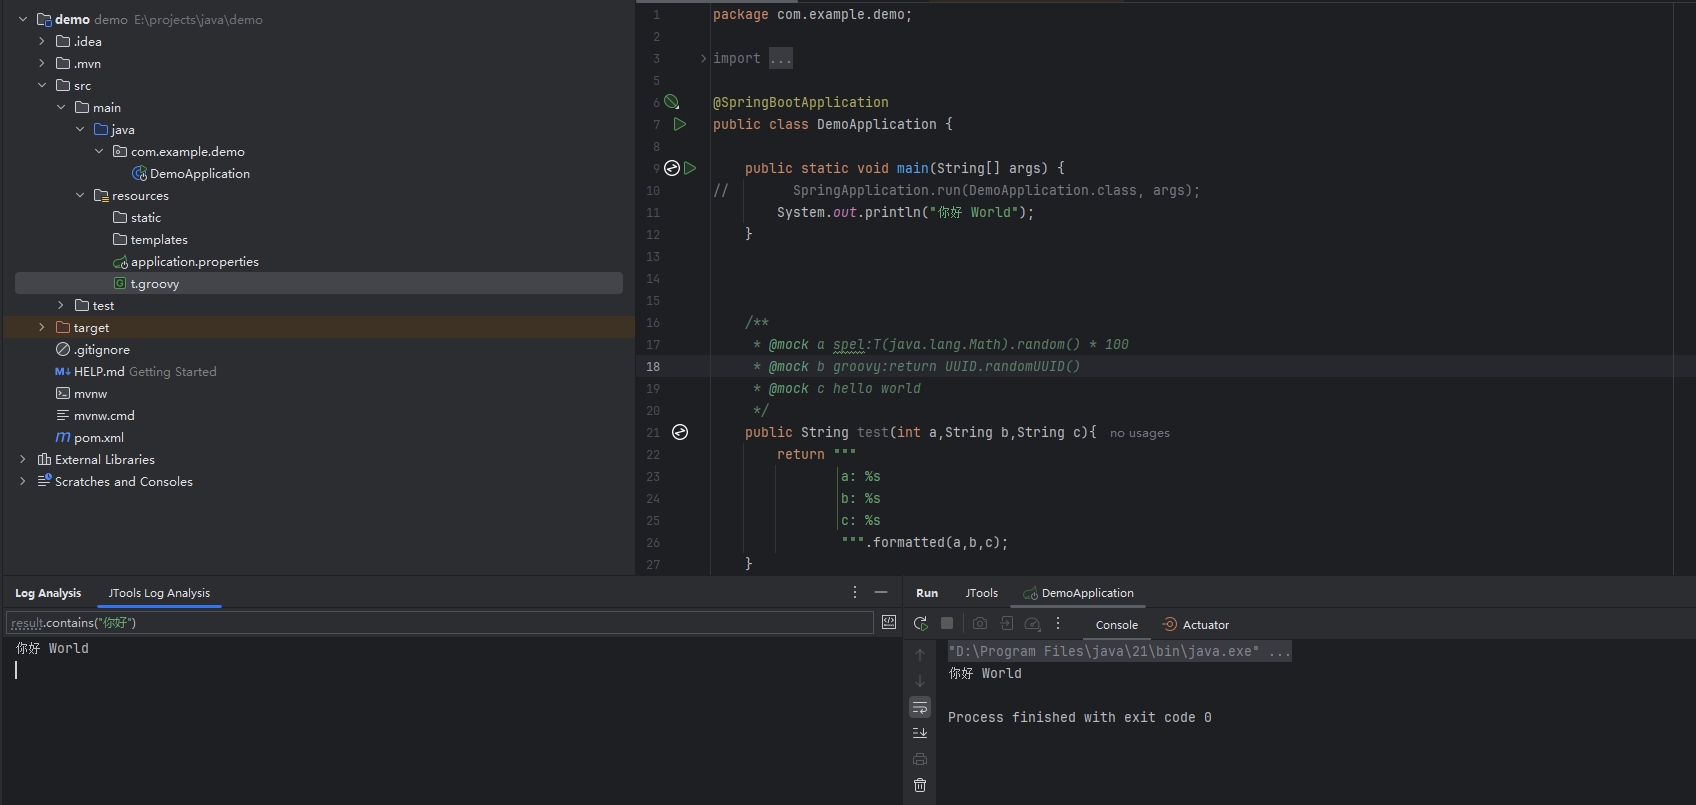 demo demo E:\projects\java\demo
.idea
.mvn
src
main
java
com.example.demo
DemoApplication
resources
static
templates
application.properties
t.groovy
test
target
.gitignore
HELP.md Getting Started
mvnw
mvnw.cmd
pom.xml
External Libraries
Scratches and Consoles
1 package com.example.demo;
2
3 import ...
5
6 @SpringBootApplication
7 public class DemoApplication {
8
9 public static void main(String[] args) {
10 // SpringApplication.run(DemoApplication.class, args);
11 System.out.println("你好 World");
12 }
13
14
15
16 /**
17 * @mock a spel:T(java.lang.Math).random() * 100
18 * @mock b groovy:return UUID.randomUUID()
19 * @mock c hello world
20 */
21 public String test(int a,String b,String c){ no usages
22 return """
23 a: %s
24 b: %s
25 c: %s
26 """.formatted(a,b,c);
27 }
Log Analysis JTools Log Analysis
result.contains("你好")
你好 World
Run JTools DemoApplication
Console Actuator
"D:\Program Files\java\21\bin\java.exe" ...
你好 World
Process finished with exit code 0